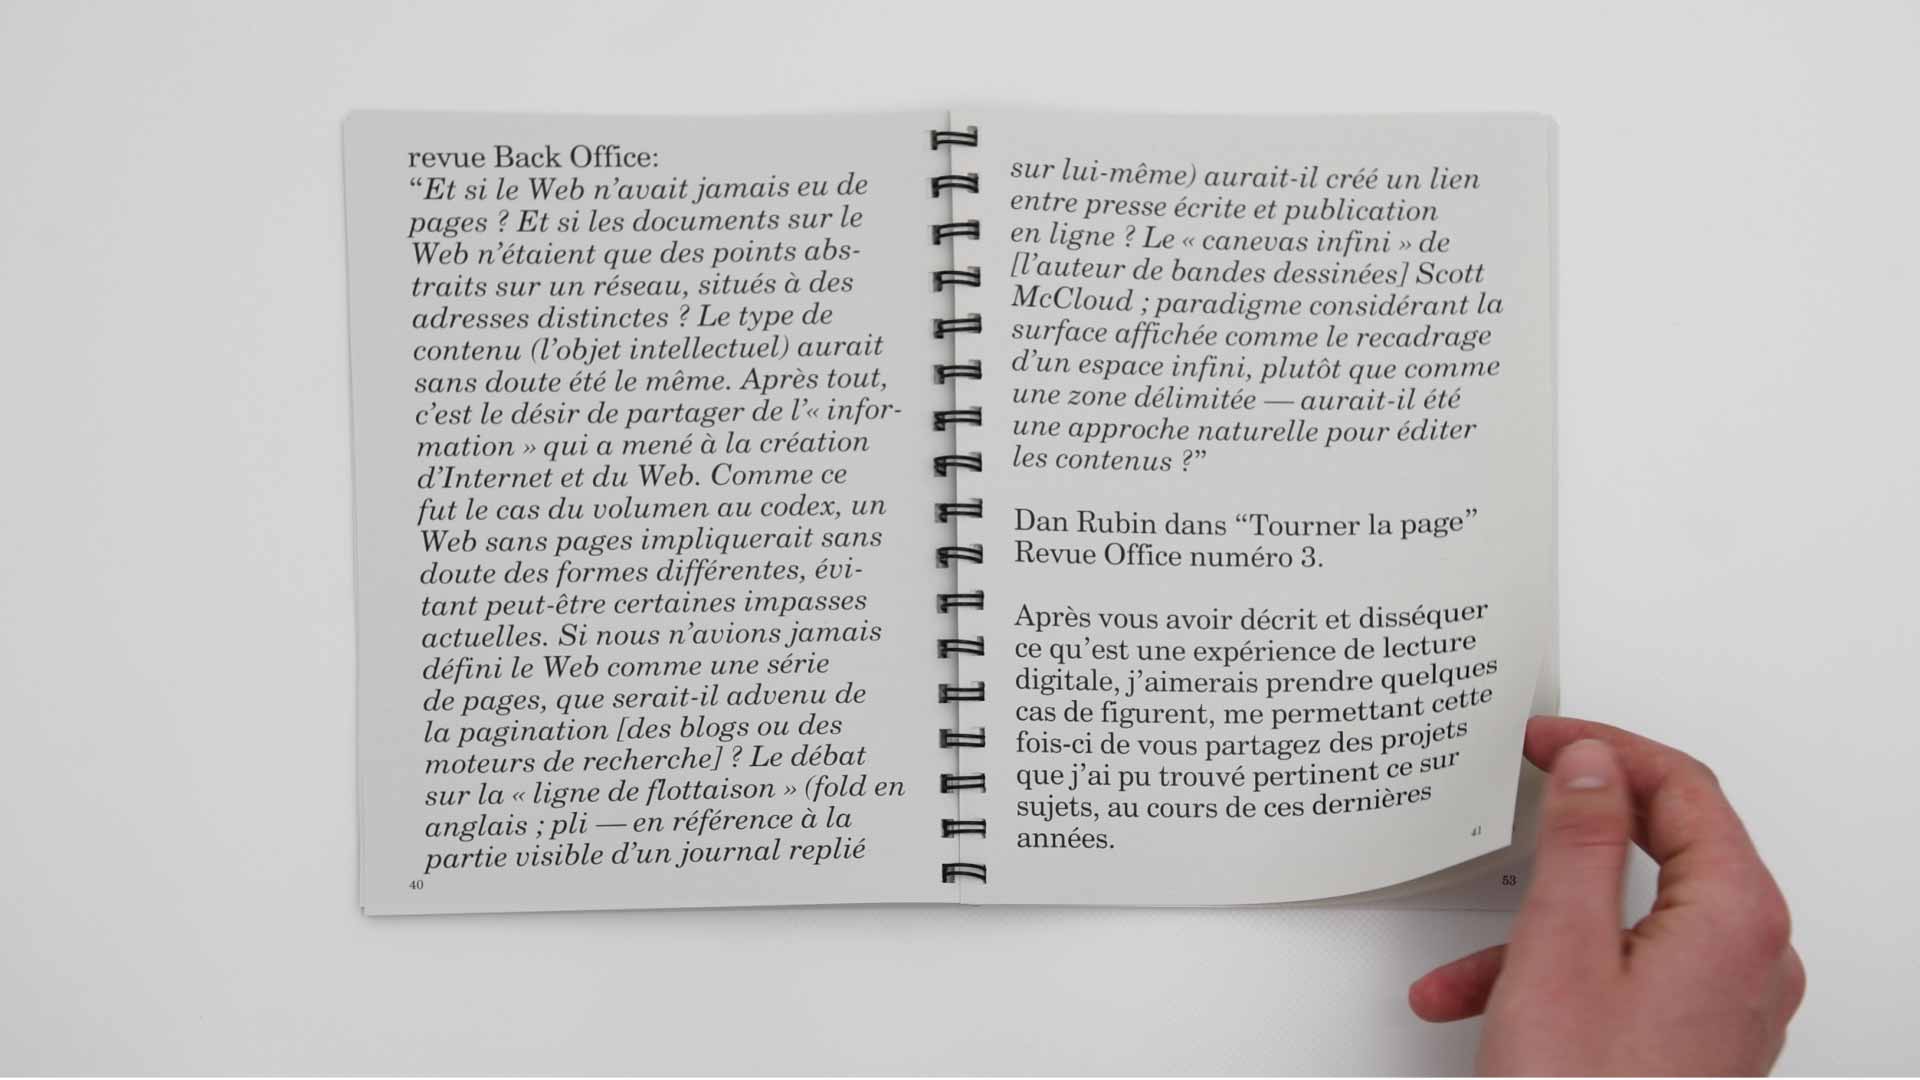 revue Back Office:
“Et si le Web n’avait jamais eu de
pages ? Et si les documents sur le
Web n’étaient que des points abs-
traits sur un réseau, situés à des
adresses distinctes ? Le type de
contenu (l’objet intellectuel) aurait
sans doute été le même. Après tout,
c’est le désir de partager de l’« infor-
mation » qui a mené à la création
d’Internet et du Web. Comme ce
fut le cas du volumen au codex, un
Web sans pages impliquerait sans
doute des formes différentes, évi-
tant peut-être certaines impasses
actuelles. Si nous n’avions jamais
défini le Web comme une série
de pages, que serait-il advenu de
la pagination [des blogs ou des
moteurs de recherche] ? Le débat
sur la « ligne de flottaison » (fold en
anglais ; pli — en référence à la
partie visible d’un journal replié
40
sur lui-même) aurait-il créé un lien
entre presse écrite et publication
en ligne ? Le « canevas infini » de
[l’auteur de bandes dessinées] Scott
McCloud ; paradigme considérant la
surface affichée comme le recadrage
d’un espace infini, plutôt que comme
une zone délimitée — aurait-il été
une approche naturelle pour éditer
les contenus ?”
Dan Rubin dans “Tourner la page”
Revue Office numéro 3.
Après vous avoir décrit et disséquer
ce qu’est une expérience de lecture
digitale, j’aimerais prendre quelques
cas de figurent, me permettant cette
fois-ci de vous partagez des projets
que j’ai pu trouvé pertinent ce sur
sujets, au cours de ces dernières
années.
41
53